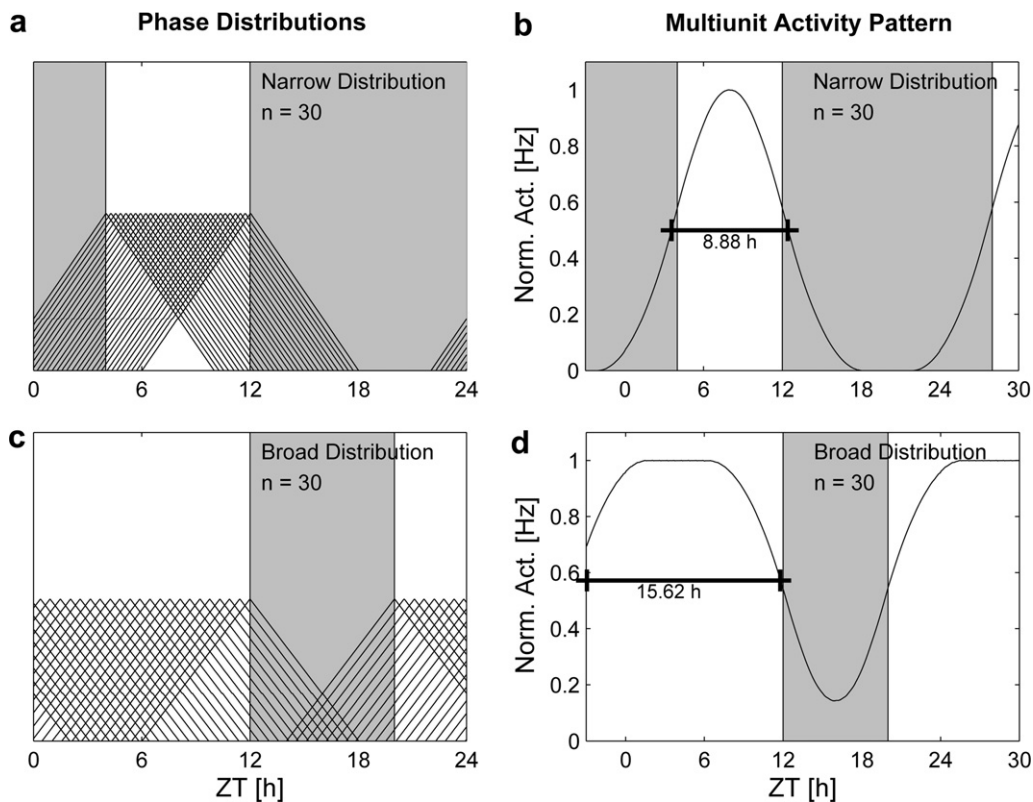 a
Phase Distributions
Narrow Distribution
n = 30
0
6
12
18
24
b
Multiunit Activity Pattern
Norm. Act. [Hz]
1
0.8
0.6
0.4
0.2
0
Narrow Distribution
n = 30
8.88 h
0
6
12
18
24
30
c
Broad Distribution
n = 30
0
6
12
18
24
ZT [h]
d
Norm. Act. [Hz]
1
0.8
0.6
0.4
0.2
0
Broad Distribution
n = 30
15.62 h
0
6
12
18
24
30
ZT [h]